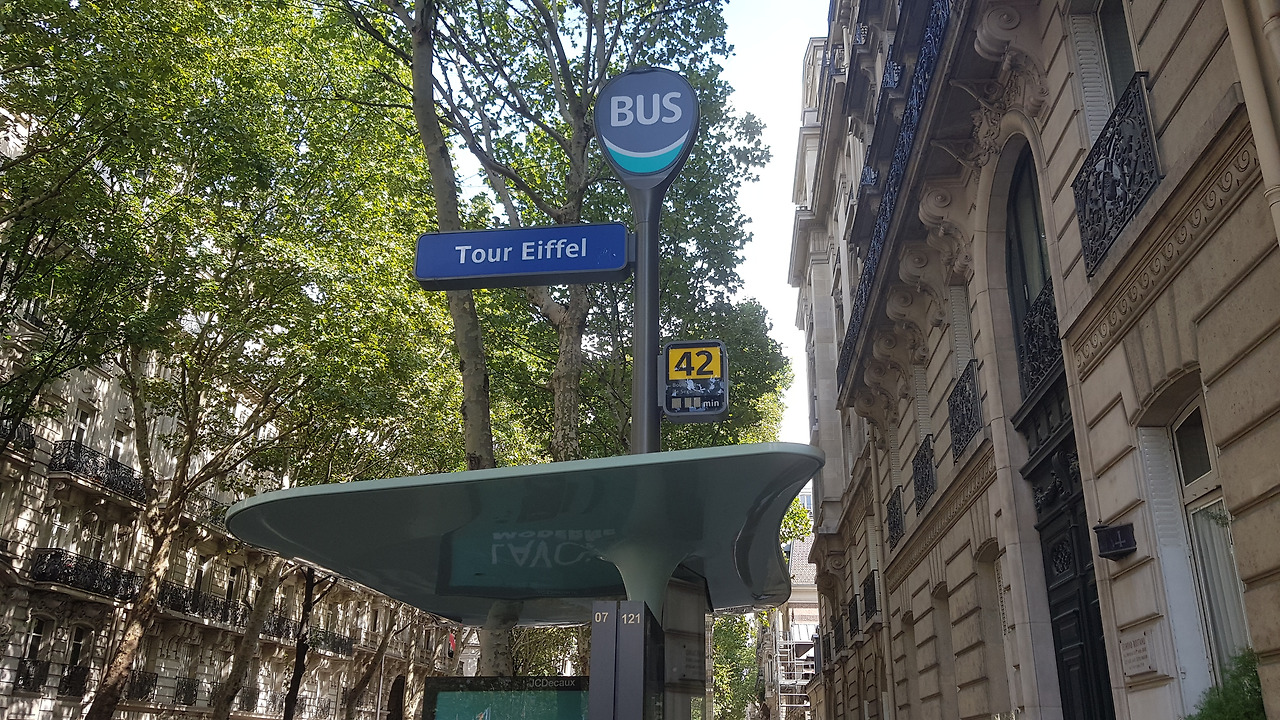 BUS
Tour Eiffel
42
min
07 121
JCDecaux